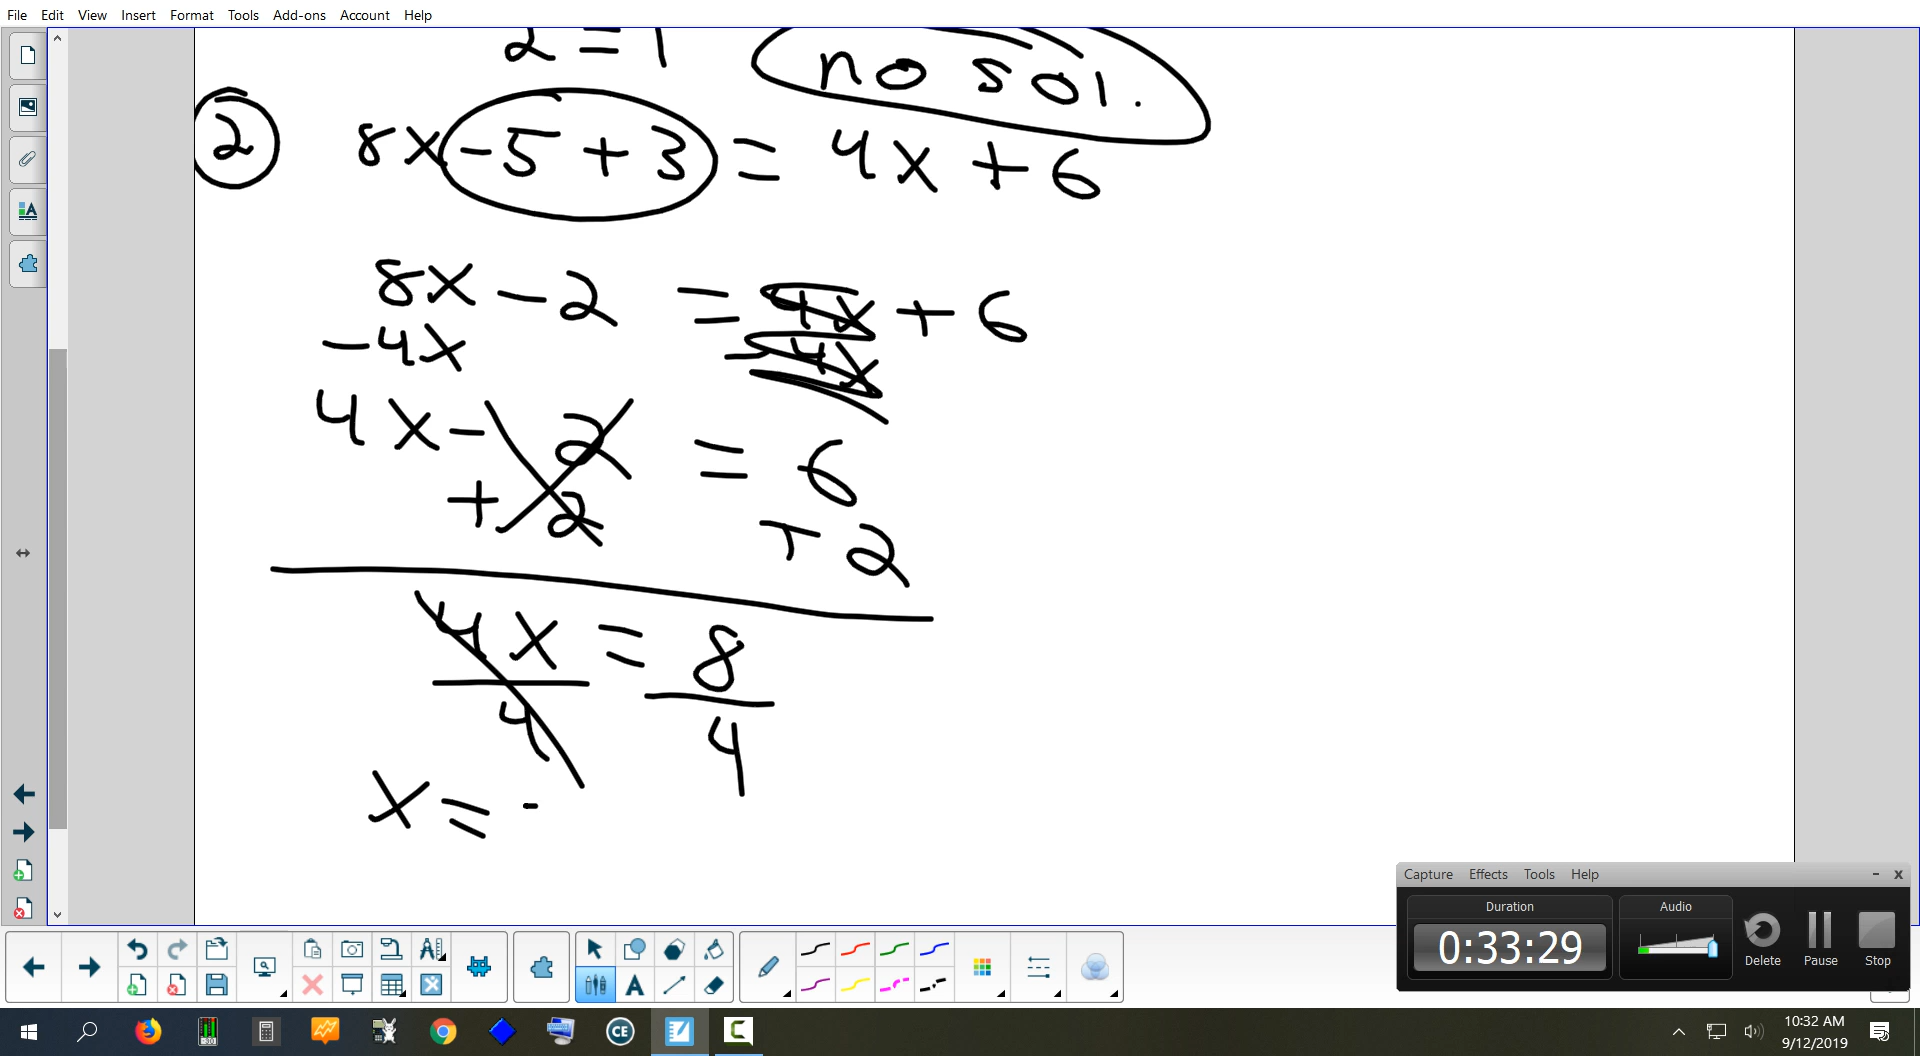 File Edit View Insert Format Tools Add-ons Account Help
2 = 1 no sol.
2 8x - 5 + 3 = 4x + 6
8x - 2 = 4x + 6
- 4x - 4x
4x - 2 = 6
+ 2 + 2
4x = 8
4 4
x =
Capture Effects Tools Help
Duration Audio
0:33:29
Delete Pause Stop
A
A
CE
10:32 AM
9/12/2019